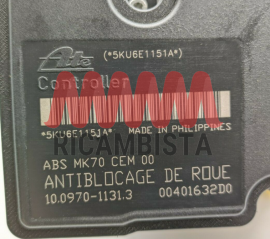 Ate
(*5KU6E1151A*)
Controller
*5KU6E1151A* MADE IN PHILIPPINES
RICAMBISTA
ABS MK70 CEM 00
ANTIBLOCAGE DE ROUE
10.0970-1131.3 00401632D0